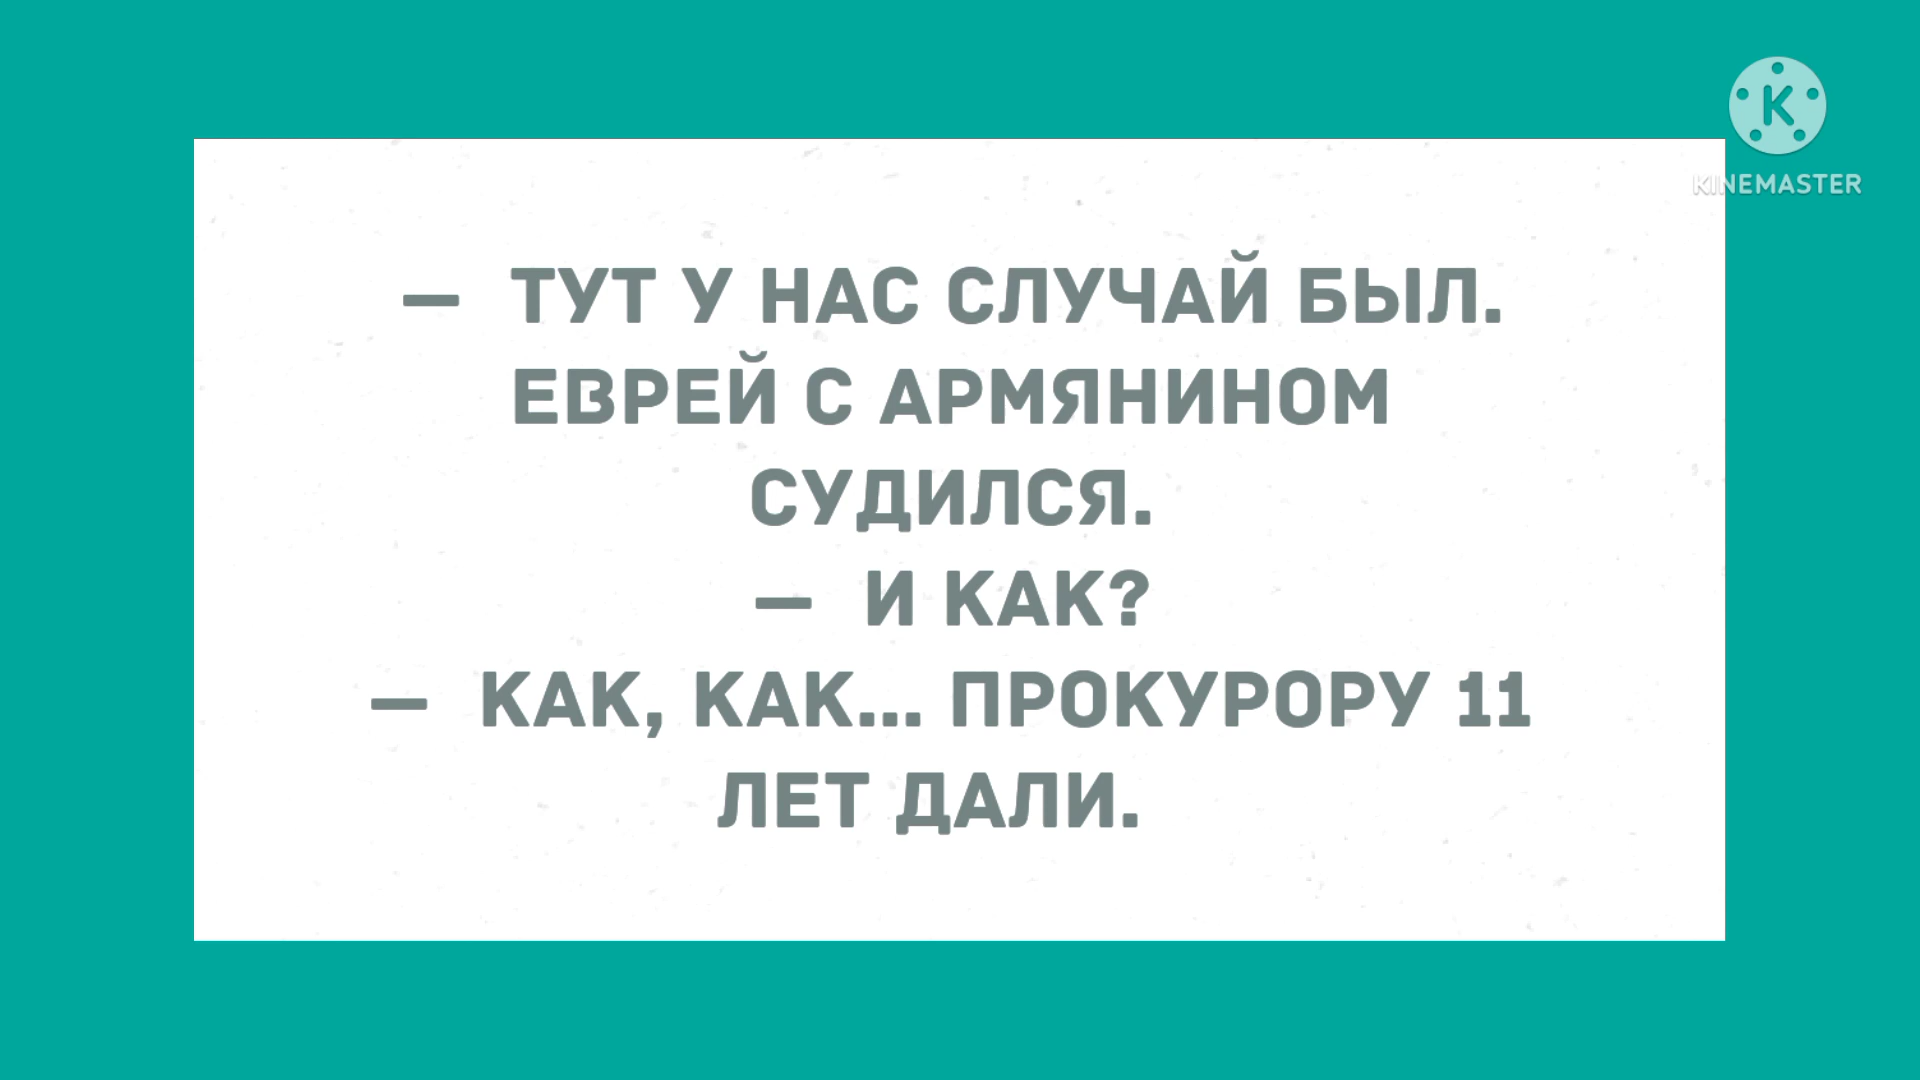 K
KINEMASTER
— ТУТ У НАС СЛУЧАЙ БЫЛ.
ЕВРЕЙ С АРМЯНИНОМ
СУДИЛСЯ.
— И КАК?
— КАК, КАК... ПРОКУРОРУ 11
ЛЕТ ДАЛИ.